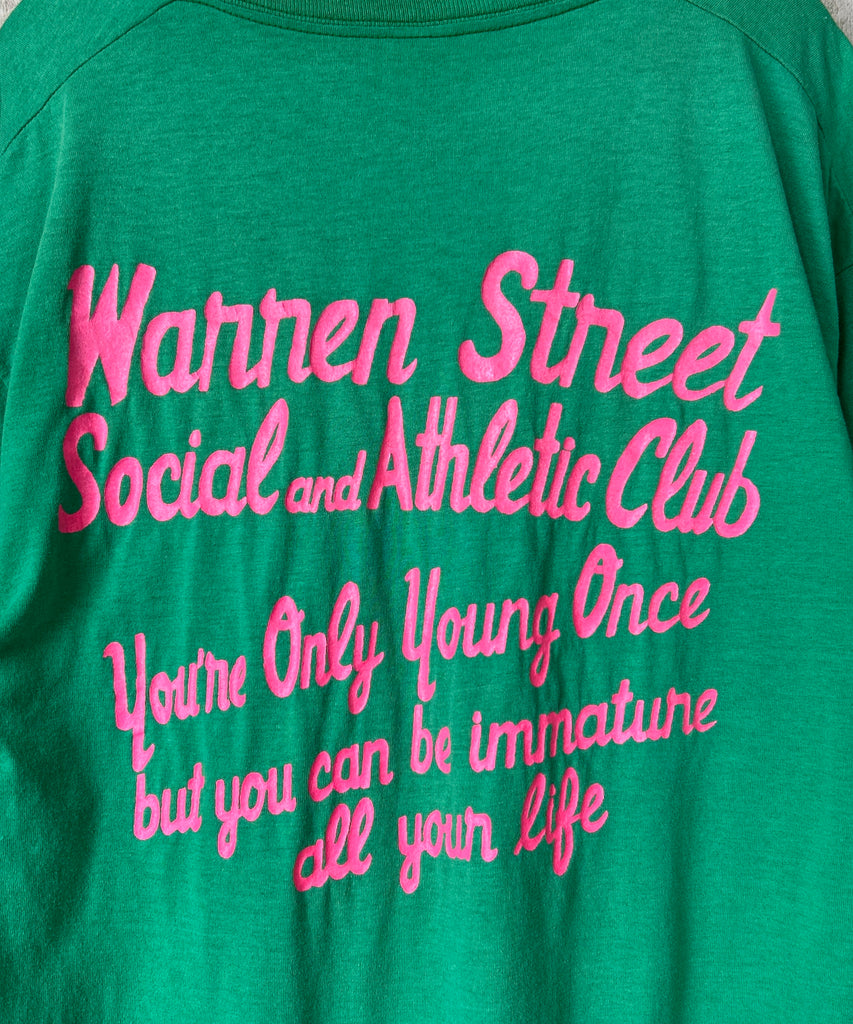 Warren Street
Social and Athletic Club
You're Only Young Once
but you can be immature
all your life